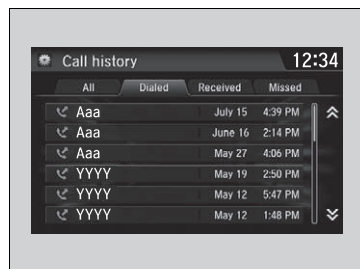 Call history 12:34
All Dialed Received Missed
Aaa July 15 4:39 PM
Aaa June 16 2:14 PM
Aaa May 27 4:06 PM
YYYY May 19 2:50 PM
YYYY May 12 5:47 PM
YYYY May 12 1:48 PM